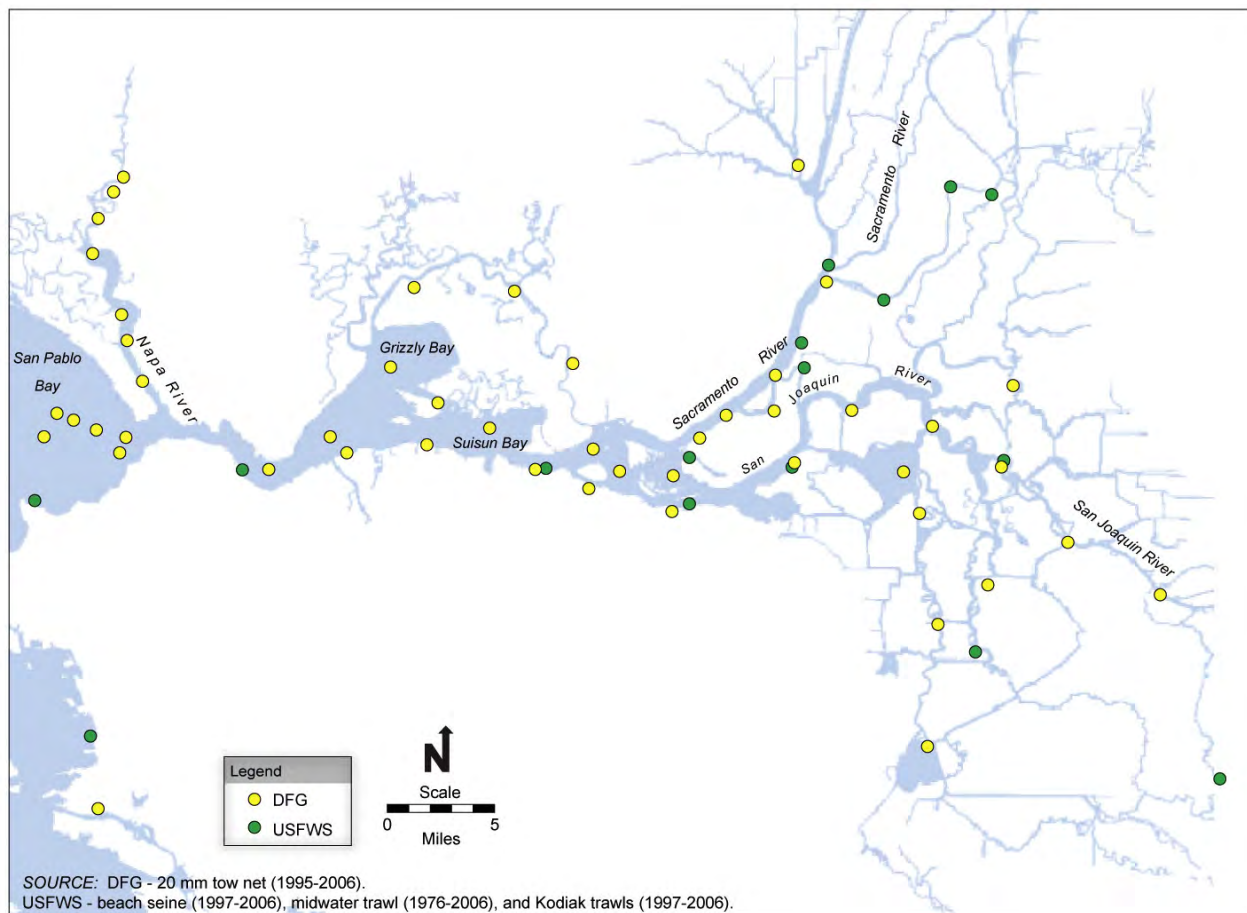 Sacramento River
San Pablo
Bay
Napa River
Grizzly Bay
Suisun Bay
Sacramento River
San Joaquin River
San Joaquin River
Legend
DFG
USFWS
N
Scale
0 5
Miles
SOURCE: DFG - 20 mm tow net (1995-2006).
USFWS - beach seine (1997-2006), midwater trawl (1976-2006), and Kodiak trawls (1997-2006).